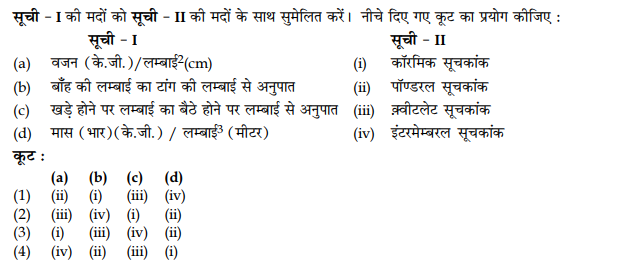 सूची - I की मदों को सूची - II की मदों के साथ सुमेलित करें। नीचे दिए गए कूट का प्रयोग कीजिए :
सूची - I सूची - II
(a) वजन (के.जी.)/लम्बाई²(cm) (i) कॉरमिक सूचकांक
(b) बाँह की लम्बाई का टांग की लम्बाई से अनुपात (ii) पॉण्डरल सूचकांक
(c) खड़े होने पर लम्बाई का बैठे होने पर लम्बाई से अनुपात (iii) क़्वीटलेट सूचकांक
(d) मास (भार)(के.जी.) / लम्बाई³ (मीटर) (iv) इंटरमेम्बरल सूचकांक
कूट :
(a) (b) (c) (d)
(1) (ii) (i) (iii) (iv)
(2) (iii) (iv) (i) (ii)
(3) (i) (iii) (iv) (ii)
(4) (iv) (ii) (iii) (i)